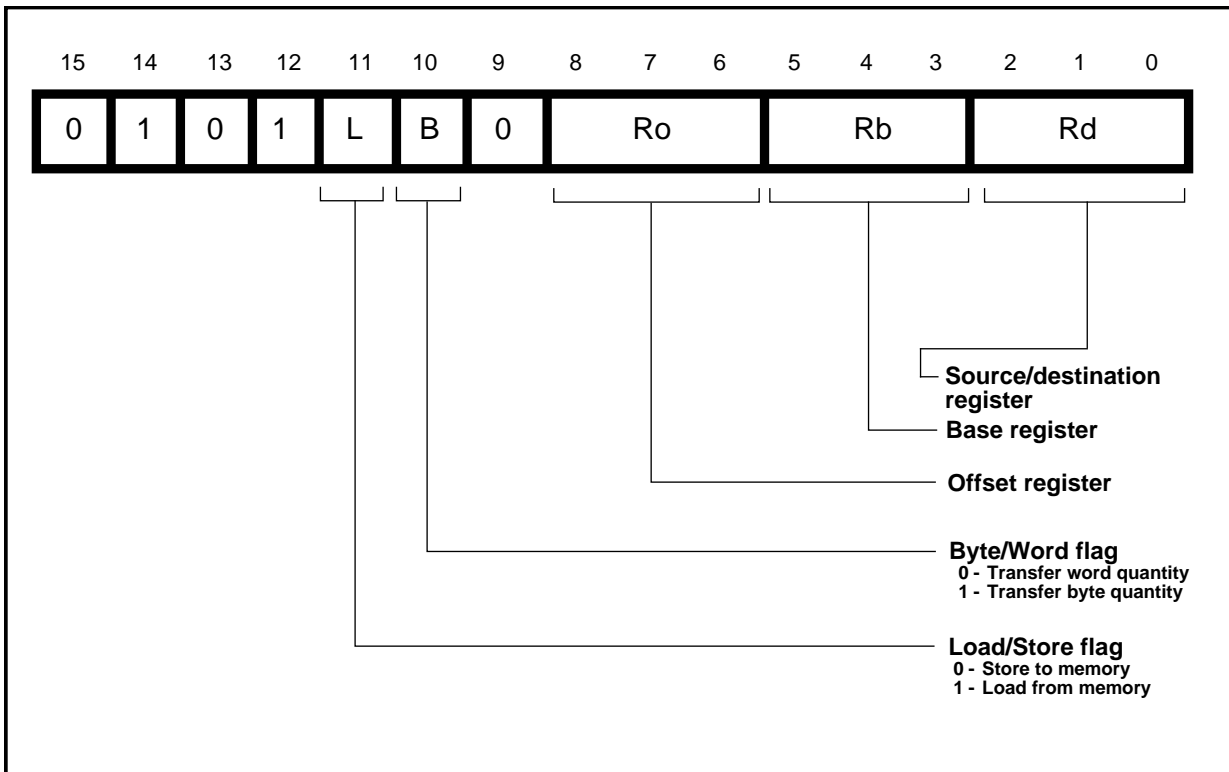 15 14 13 12 11 10 9 8 7 6 5 4 3 2 1 0
0 1 0 1 L B 0 Ro Rb Rd
Source/destination
register
Base register
Offset register
Byte/Word flag
0 - Transfer word quantity
1 - Transfer byte quantity
Load/Store flag
0 - Store to memory
1 - Load from memory